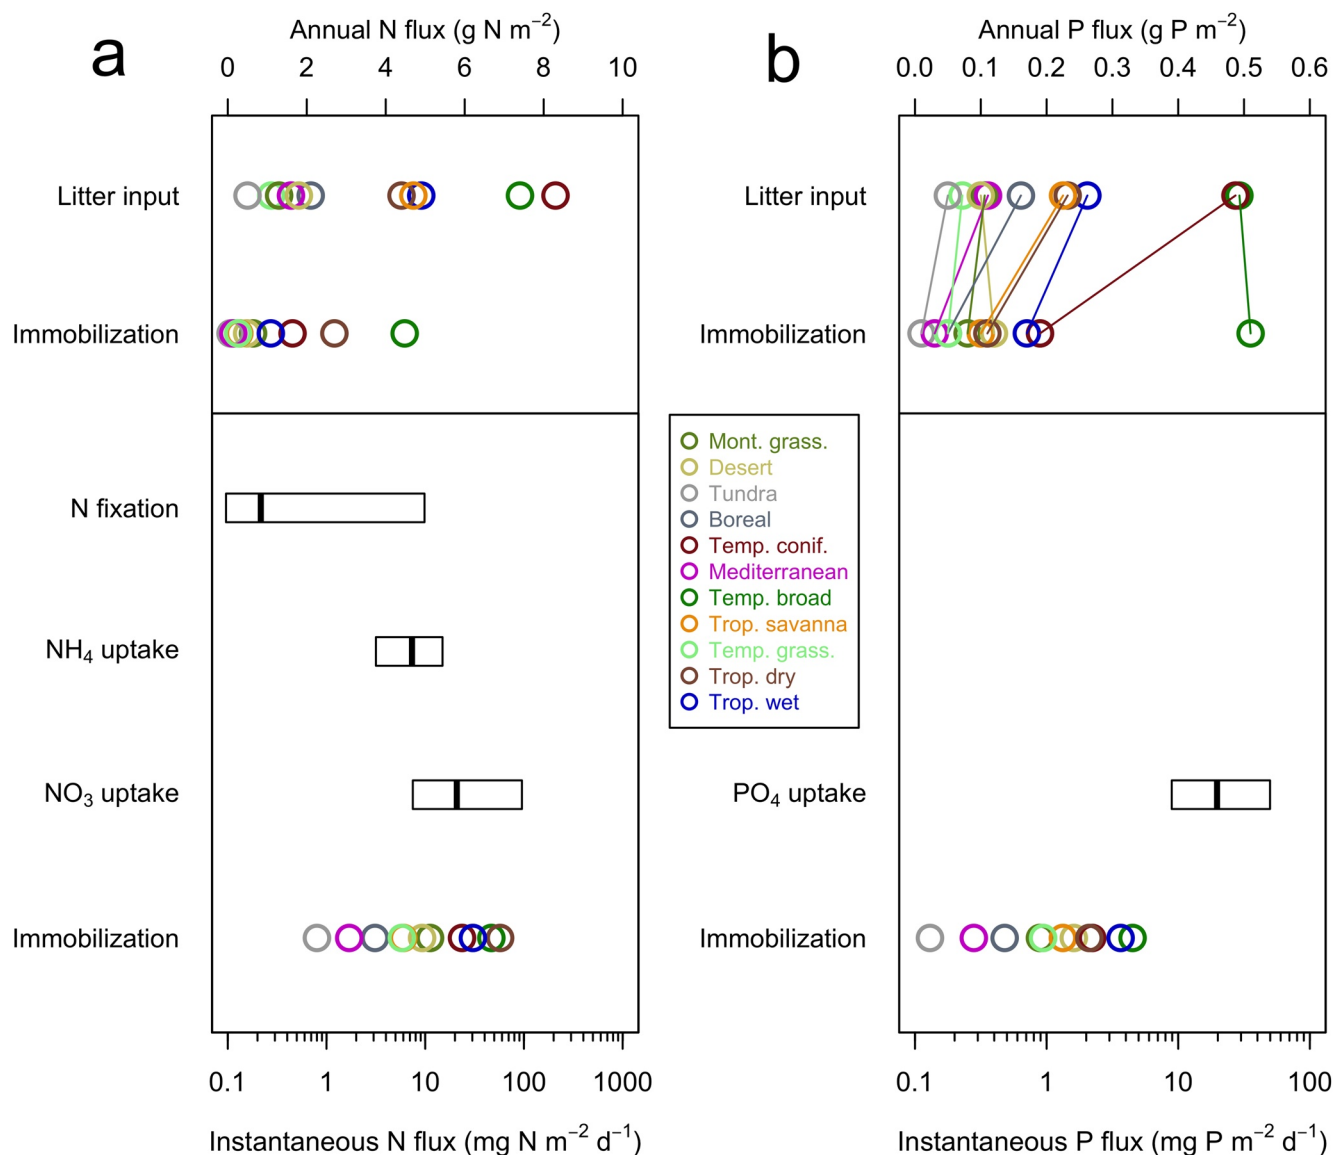 a
Annual N flux (g N m−2)
0 2 4 6 8 10
Litter input
Immobilization
N fixation
NH4 uptake
NO3 uptake
Immobilization
0.1 1 10 100 1000
Instantaneous N flux (mg N m−2 d−1)
Mont. grass.
Desert
Tundra
Boreal
Temp. conif.
Mediterranean
Temp. broad
Trop. savanna
Temp. grass.
Trop. dry
Trop. wet
b
Annual P flux (g P m−2)
0.0 0.1 0.2 0.3 0.4 0.5 0.6
Litter input
Immobilization
PO4 uptake
Immobilization
0.1 1 10 100
Instantaneous P flux (mg P m−2 d−1)